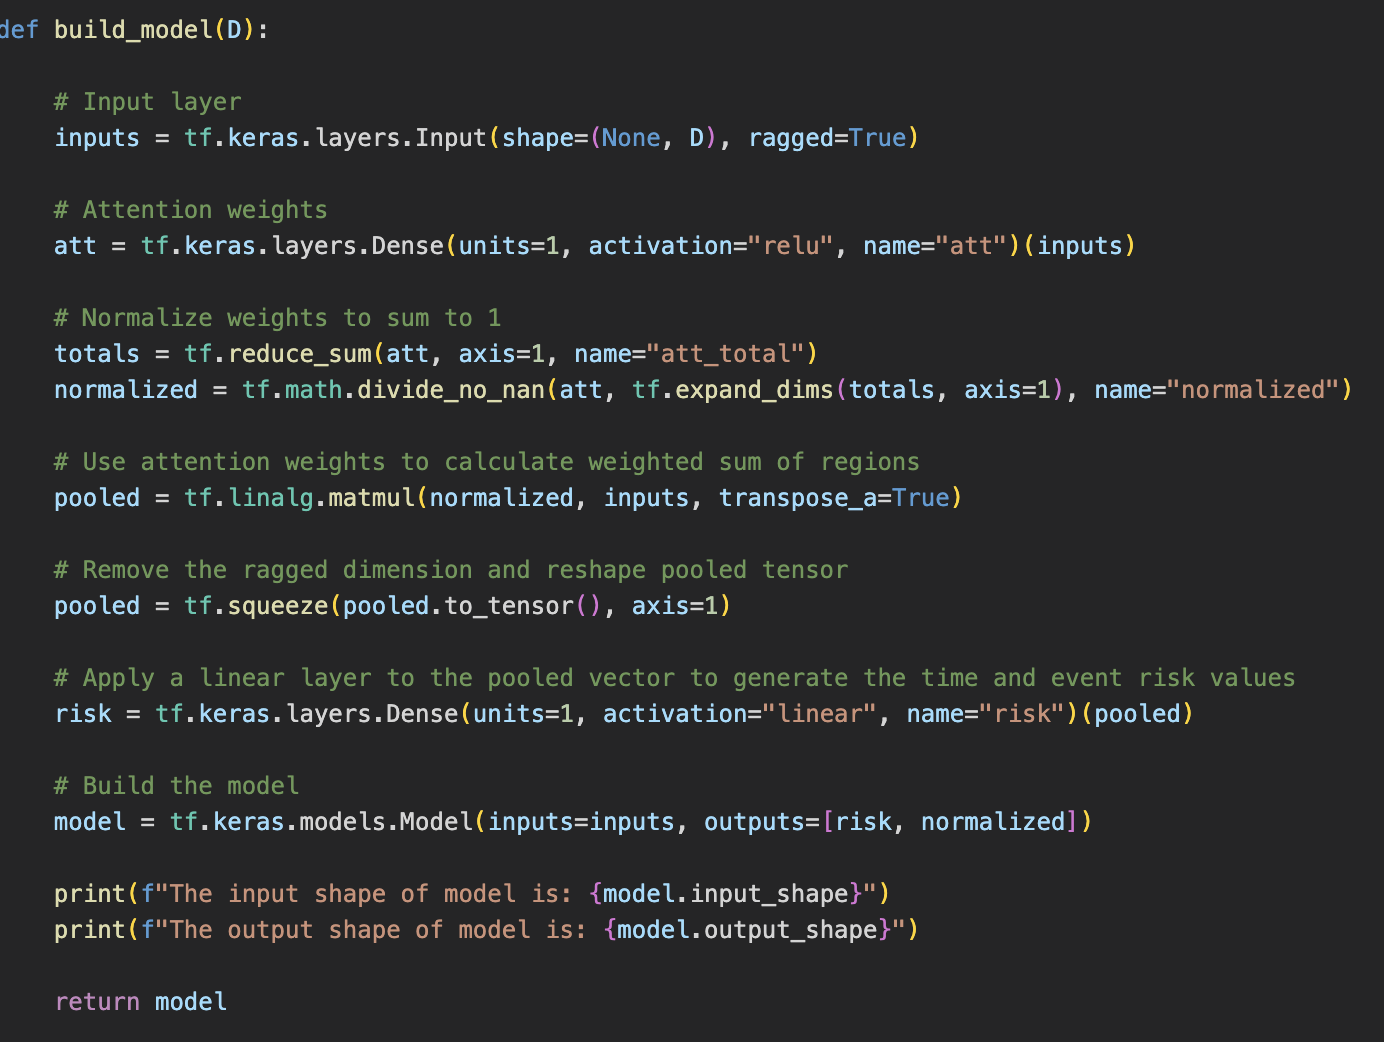 def build_model(D):
# Input layer
inputs = tf.keras.layers.Input(shape=(None, D), ragged=True)
# Attention weights
att = tf.keras.layers.Dense(units=1, activation="relu", name="att")(inputs)
# Normalize weights to sum to 1
totals = tf.reduce_sum(att, axis=1, name="att_total")
normalized = tf.math.divide_no_nan(att, tf.expand_dims(totals, axis=1), name="normalized")
# Use attention weights to calculate weighted sum of regions
pooled = tf.linalg.matmul(normalized, inputs, transpose_a=True)
# Remove the ragged dimension and reshape pooled tensor
pooled = tf.squeeze(pooled.to_tensor(), axis=1)
# Apply a linear layer to the pooled vector to generate the time and event risk values
risk = tf.keras.layers.Dense(units=1, activation="linear", name="risk")(pooled)
# Build the model
model = tf.keras.models.Model(inputs=inputs, outputs=[risk, normalized])
print(f"The input shape of model is: {model.input_shape}")
print(f"The output shape of model is: {model.output_shape}")
return model